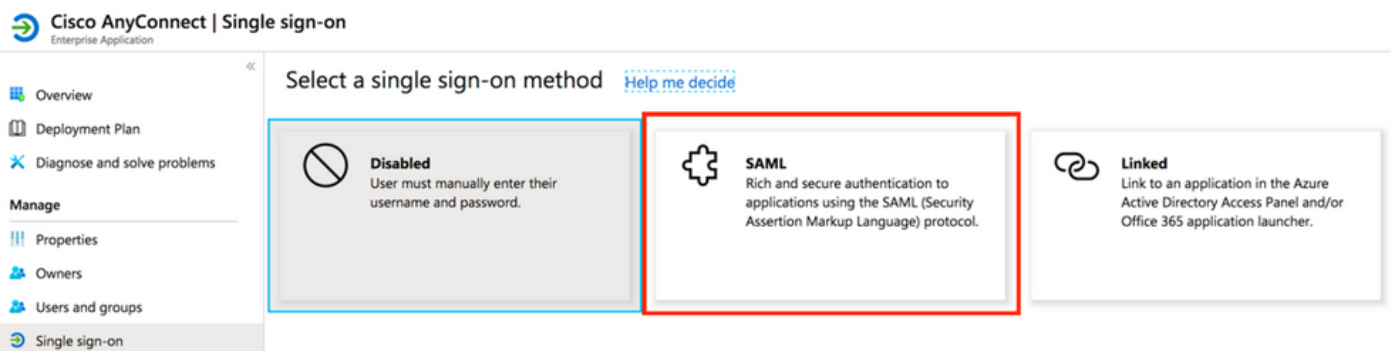 Cisco AnyConnect | Single sign-on
Enterprise Application
«
Overview
Deployment Plan
Diagnose and solve problems
Manage
Properties
Owners
Users and groups
Single sign-on
Select a single sign-on method Help me decide
Disabled
User must manually enter their
username and password.
SAML
Rich and secure authentication to
applications using the SAML (Security
Assertion Markup Language) protocol.
Linked
Link to an application in the Azure
Active Directory Access Panel and/or
Office 365 application launcher.